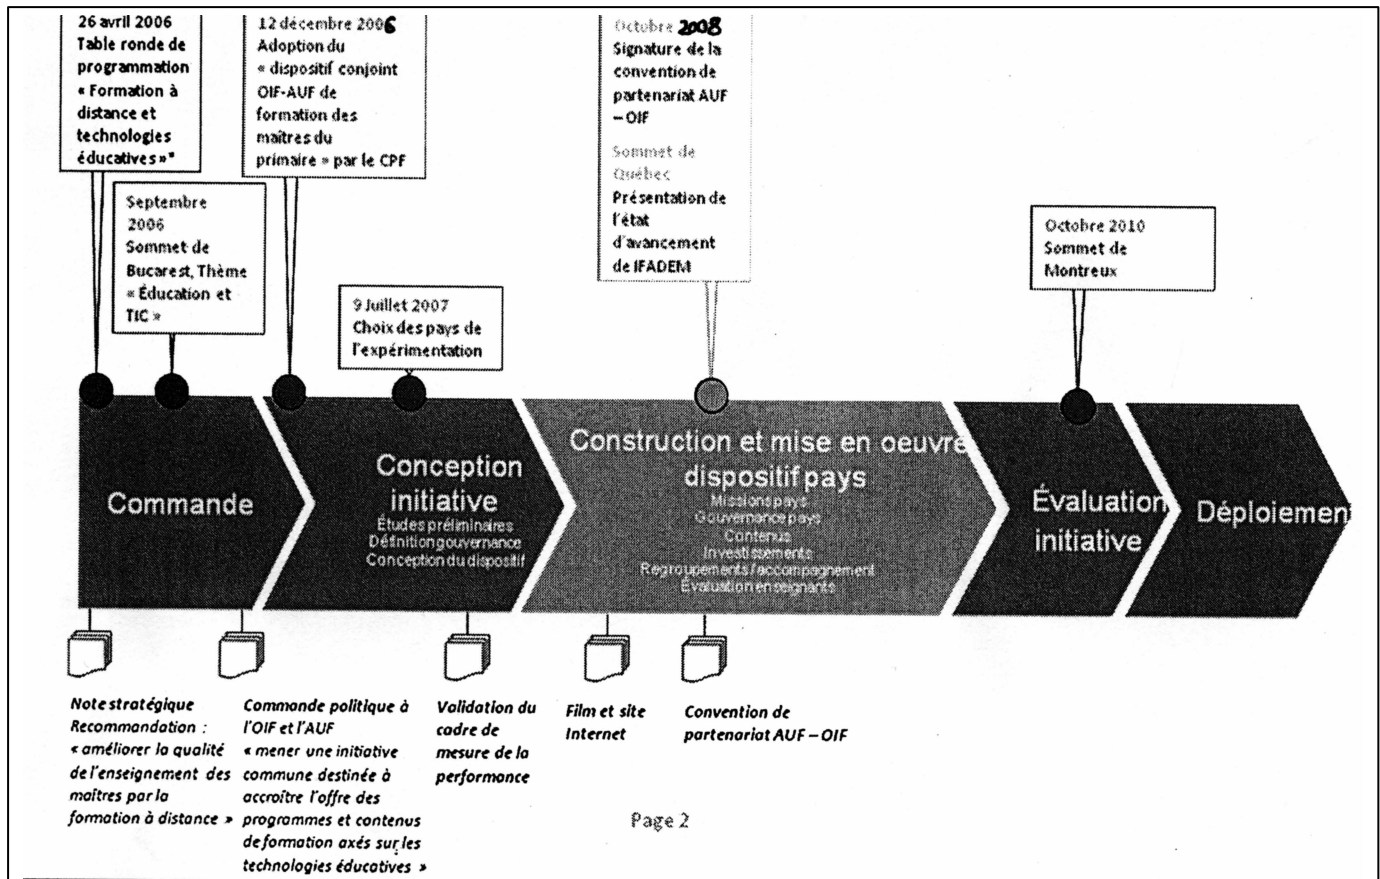 26 avril 2006
Table ronde de
programmation
« Formation à
distance et
technologies
éducatives »"
12 décembre 2006
Adoption du
« dispositif conjoint
OIF-AUF de
formation des
maîtres du
primaire » par le CPF
Octobre 2008
Signature de la
convention de
partenariat AUF
– OIF
Sommet de
Québec
Présentation de
l'état
d'avancement
de IFADEM
Septembre
2006
Sommet de
Bucarest, Thème
« Éducation et
TIC »
9 Juillet 2007
Choix des pays de
l'expérimentation
Octobre 2010
Sommet de
Montreux
Commande
Conception
initiative
Études préliminaires
Définition gouvernance
Conception du dispositif
Construction et mise en oeuvre
dispositif pays
Missions pays
Gouvernance pays
Contenus
Investissements
Regroupements / accompagnement
Évaluation enseignants
Évaluation
initiative
Déploiemen
Note stratégique
Recommandation :
« améliorer la qualité
de l'enseignement des
maîtres par la
formation à distance »
Commande politique à
l'OIF et l'AUF
« mener une initiative
commune destinée à
accroître l'offre des
programmes et contenus
de formation axés sur les
technologies éducatives »
Validation du
cadre de
mesure de la
performance
Film et site
Internet
Convention de
partenariat AUF – OIF
Page 2